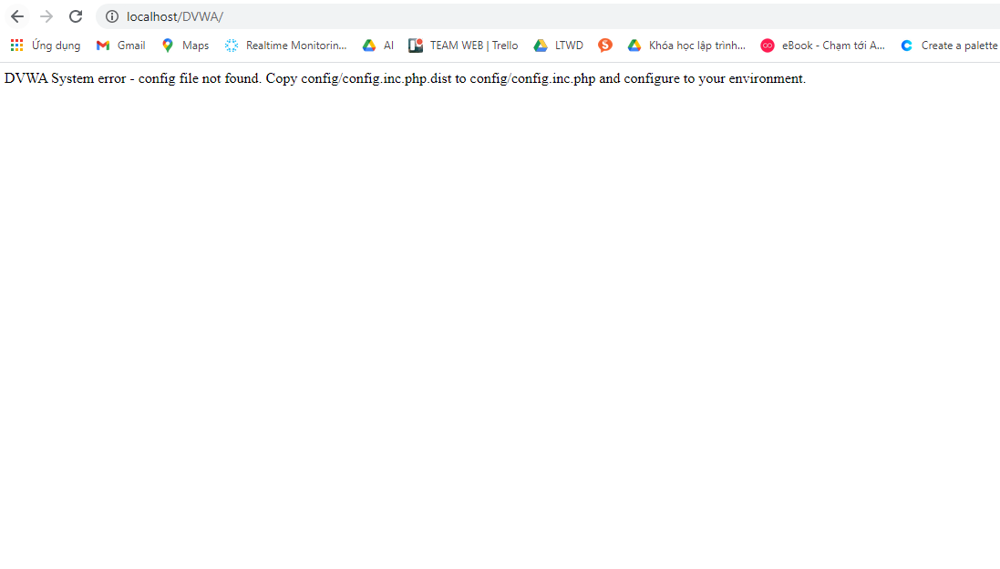 localhost/DVWA/
Ứng dụng Gmail Maps Realtime Monitorin... AI TEAM WEB | Trello LTWD Khóa học lập trình... eBook - Chạm tới A... Create a palette
DVWA System error - config file not found. Copy config/config.inc.php.dist to config/config.inc.php and configure to your environment.